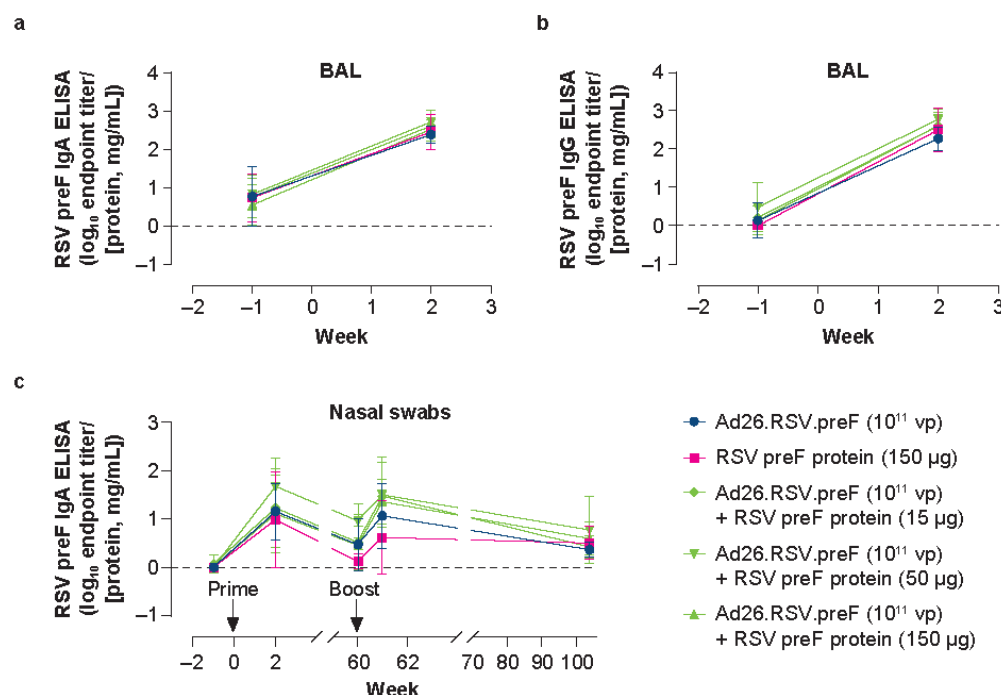 a
BAL
RSV preF IgA ELISA
(log₁₀ endpoint titer/
[protein, mg/mL])
4
3
2
1
0
–1
–2 –1 0 1 2 3
Week
b
BAL
RSV preF IgG ELISA
(log₁₀ endpoint titer/
[protein, mg/mL])
4
3
2
1
0
–1
–2 –1 0 1 2 3
Week
c
Nasal swabs
RSV preF IgA ELISA
(log₁₀ endpoint titer/
[protein, mg/mL])
3
2
1
0
–1
Prime Boost
–2 0 2 60 62 70 80 90 100
Week
Ad26.RSV.preF (10¹¹ vp)
RSV preF protein (150 µg)
Ad26.RSV.preF (10¹¹ vp)
+ RSV preF protein (15 µg)
Ad26.RSV.preF (10¹¹ vp)
+ RSV preF protein (50 µg)
Ad26.RSV.preF (10¹¹ vp)
+ RSV preF protein (150 µg)